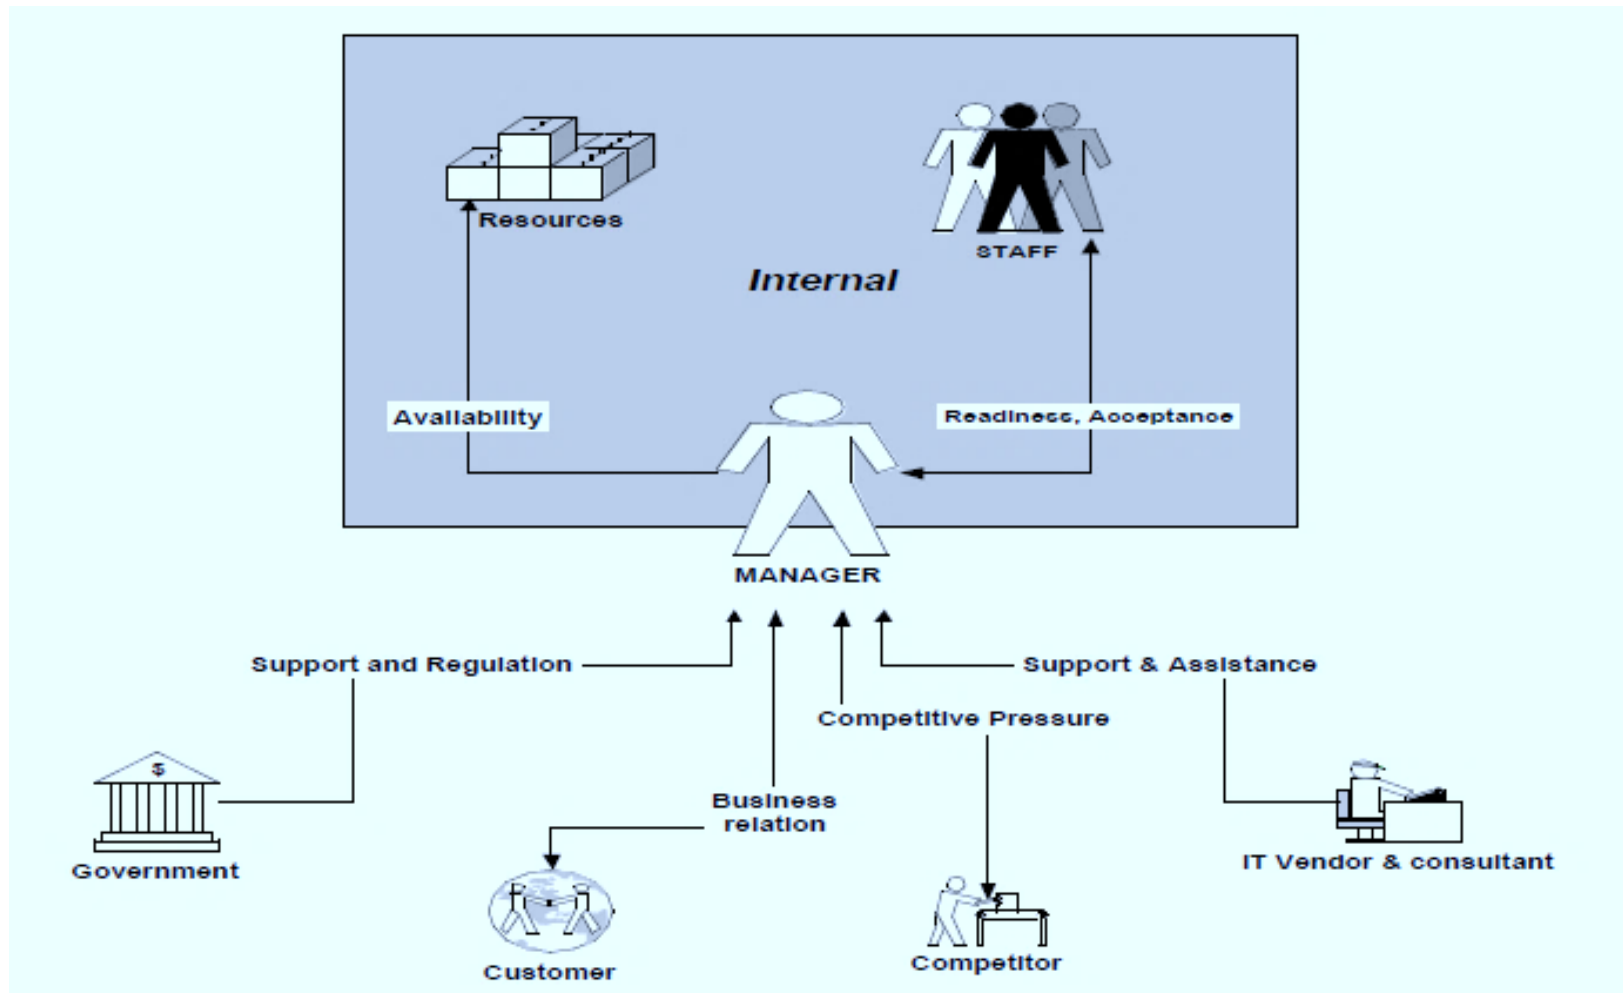 Resources
STAFF
Internal
Availability
Readiness, Acceptance
MANAGER
Support and Regulation
Support & Assistance
Competitive Pressure
$
Business
relation
Government
IT Vendor & consultant
Customer
Competitor